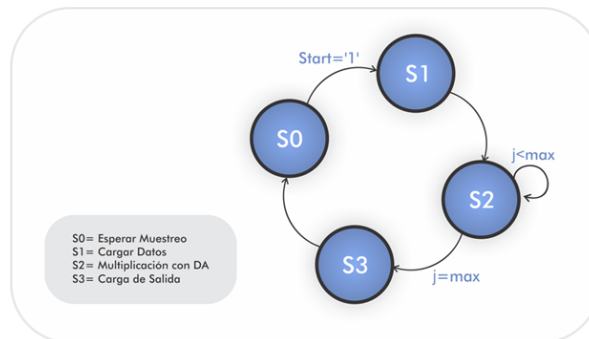 Start='1'
S1
S0
j<max
S2
S3
j=max
S0= Esperar Muestreo
S1= Cargar Datos
S2= Multiplicación con DA
S3= Carga de Salida